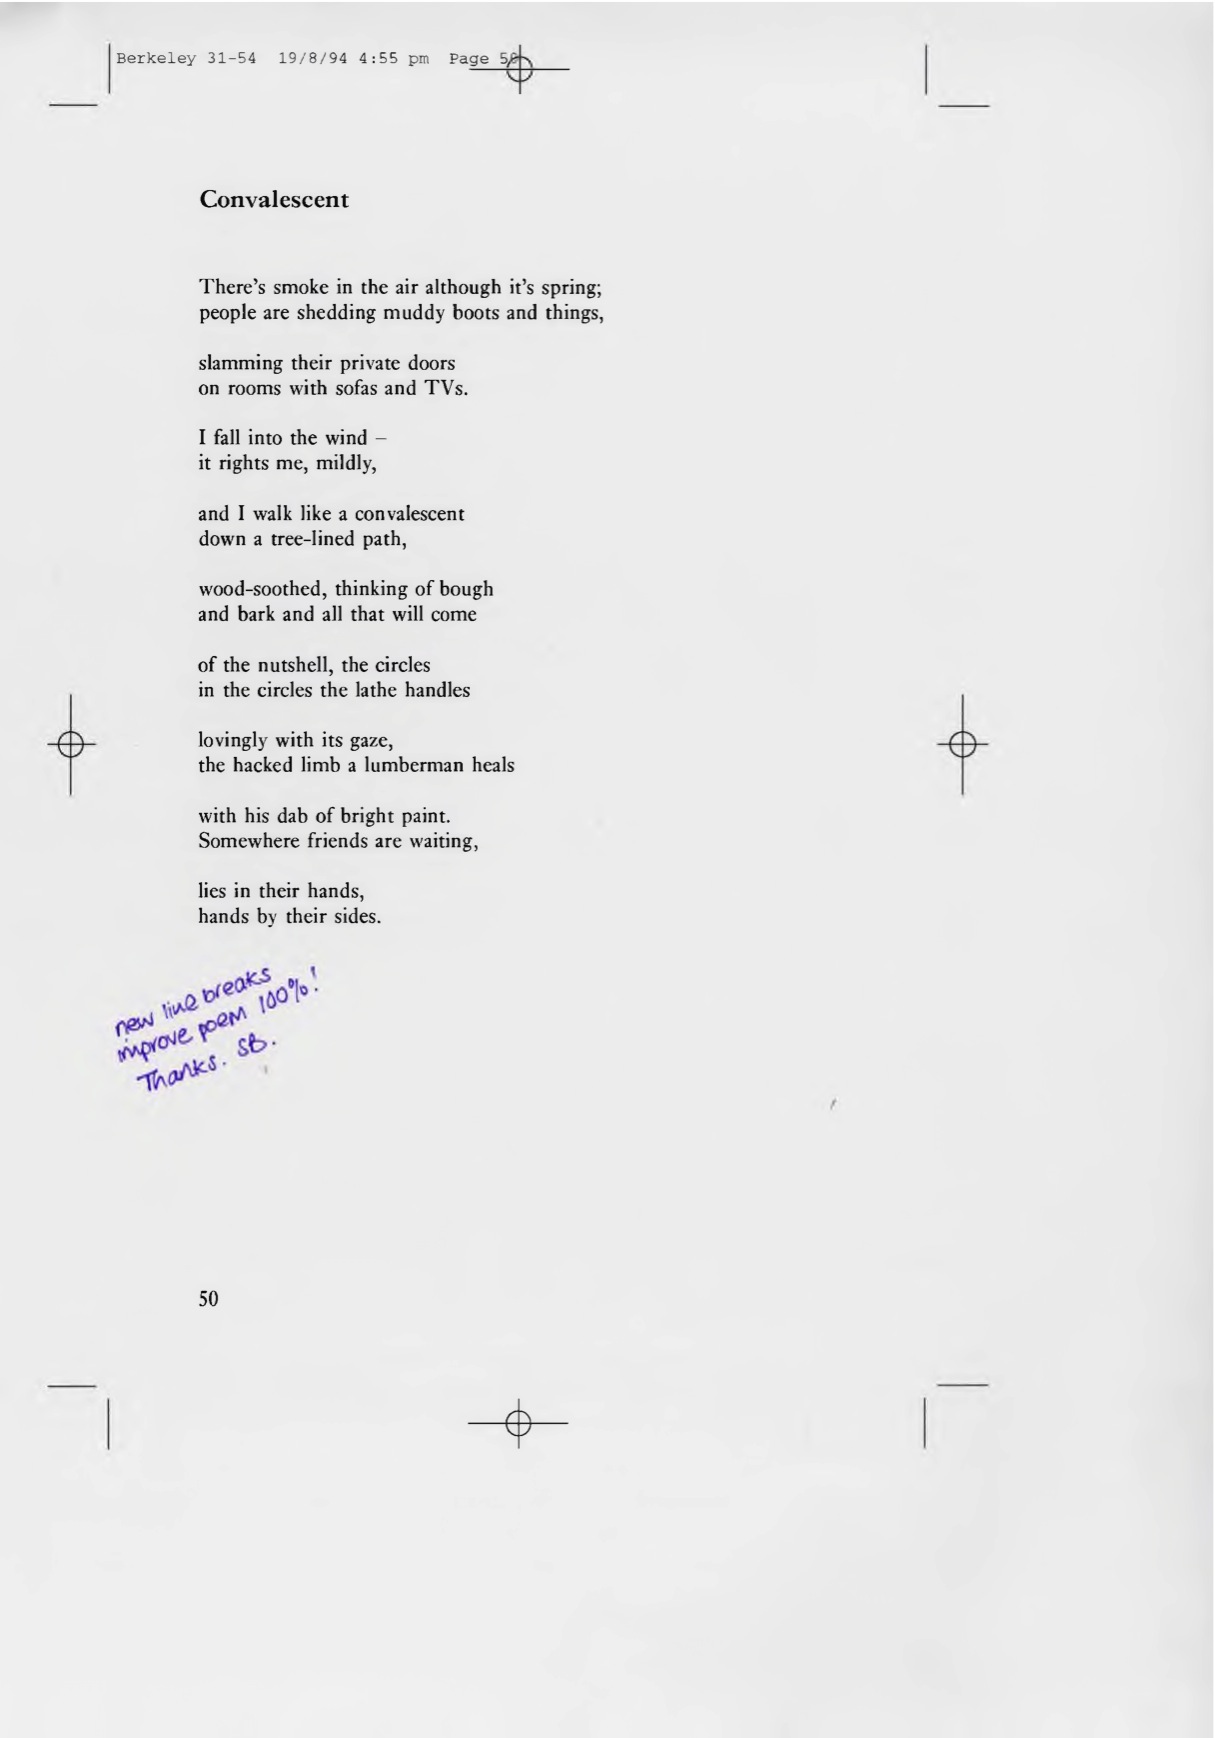 Berkeley 31-54 19/8/94 4:55 pm Page 50
Convalescent
There's smoke in the air although it's spring;
people are shedding muddy boots and things,
slamming their private doors
on rooms with sofas and TVs.
I fall into the wind –
it rights me, mildly,
and I walk like a convalescent
down a tree-lined path,
wood-soothed, thinking of bough
and bark and all that will come
of the nutshell, the circles
in the circles the lathe handles
lovingly with its gaze,
the hacked limb a lumberman heals
with his dab of bright paint.
Somewhere friends are waiting,
lies in their hands,
hands by their sides.
new line breaks
improve poem 100%!
Thanks. SB.
50